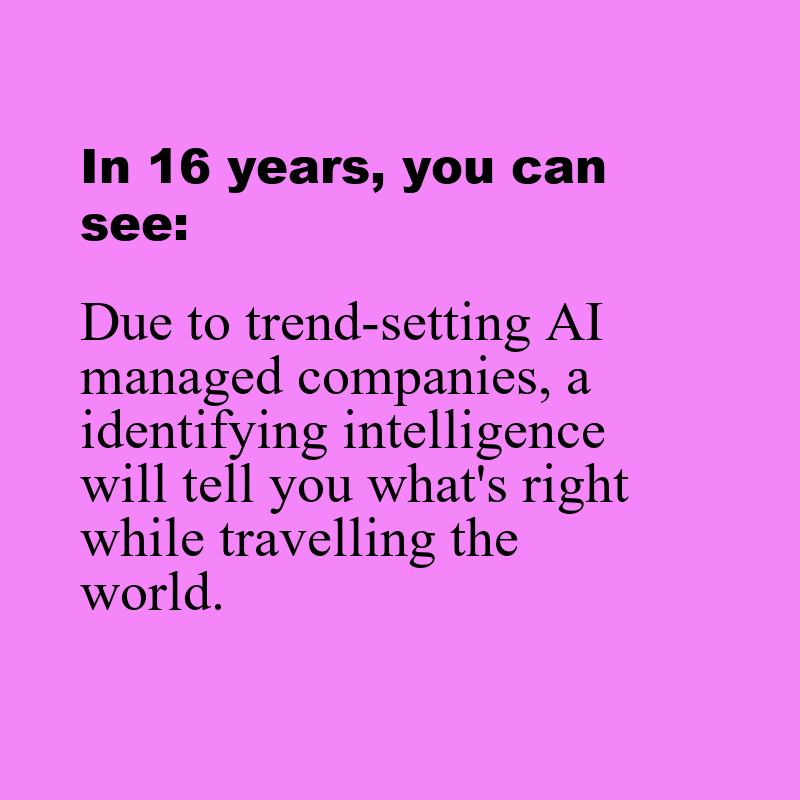 In 16 years, you can
see:
Due to trend-setting AI
managed companies, a
identifying intelligence
will tell you what's right
while travelling the
world.